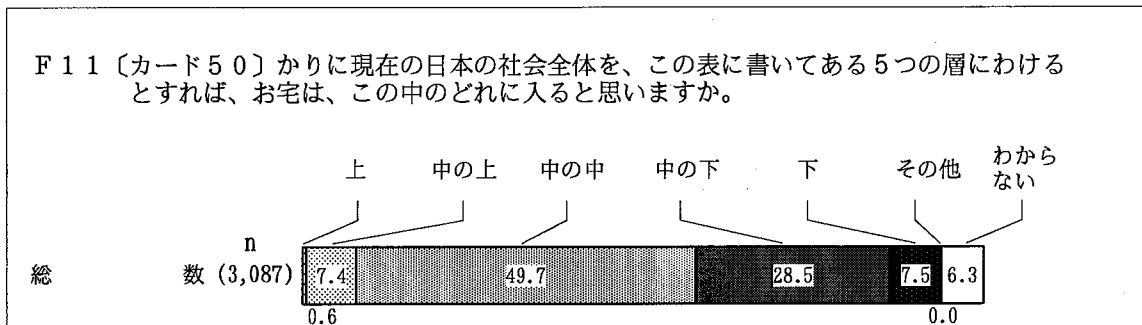 F11〔カード50〕かりに現在の日本の社会全体を、この表に書いてある5つの層にわける
とすれば、お宅は、この中のどれに入ると思いますか。
上 中の上 中の中 中の下 下 その他 わからない
n
総 数 (3,087) 7.4 49.7 28.5 7.5 6.3
0.6 0.0